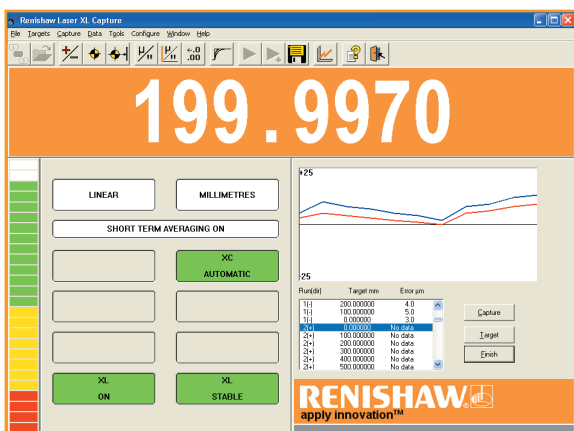 Renishaw Laser XL Capture
File Targets Capture Data Tools Configure Window Help
199.9970
LINEAR MILLIMETRES
SHORT TERM AVERAGING ON
XC
AUTOMATIC
XL
ON
XL
STABLE
+25
-25
Run(dir) Target mm Error µm
1(-) 200.000000 4.0
1(-) 100.000000 5.0
1(-) 0.000000 3.0
2(+) 0.000000 No data
2(+) 100.000000 No data
2(+) 200.000000 No data
2(+) 300.000000 No data
2(+) 400.000000 No data
2(+) 500.000000 No data
Capture
Target
Finish
RENISHAW
apply innovation™